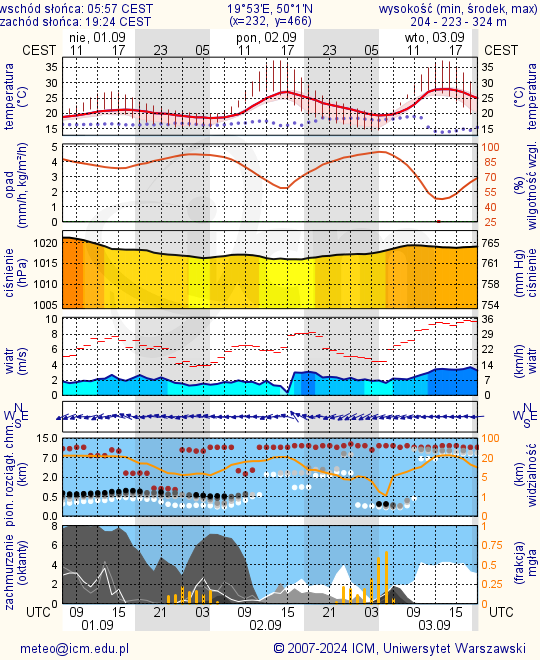 wschód słońca: 05:57 CEST 19°53'E, 50°1'N wysokość (min, środek, max)
zachód słońca: 19:24 CEST (x=232, y=466) 204 - 223 - 324 m
nie, 01.09 pon, 02.09 wto, 03.09
CEST 11 17 23 05 11 17 23 05 11 17 CEST
temperatura (°C) 35 30 25 20 15 35 30 25 20 15 (°C) temperatura
opad (mm/h, kg/m²/h) 5 4 3 2 1 0 100 85 70 55 40 25 (%) wilgotność wzgl.
ciśnienie (hPa) 1020 1015 1010 1005 765 761 758 754 (mm Hg) ciśnienie
wiatr (m/s) 10 8 6 4 2 0 36 29 22 14 7 0 (km/h) wiatr
N W E S N W E S
pion. rozciągł. chm. (km) 15.0 7.0 2.0 0.5 0.0 100 20 5 1 0 (km) widzialność
zachmurzenie (oktanty) 8 6 4 2 0 1 0.75 0.5 0.25 0 (frakcja) mgła
UTC 09 15 21 03 09 15 21 03 09 15 UTC
01.09 02.09 03.09
meteo@icm.edu.pl © 2007-2024 ICM, Uniwersytet Warszawski